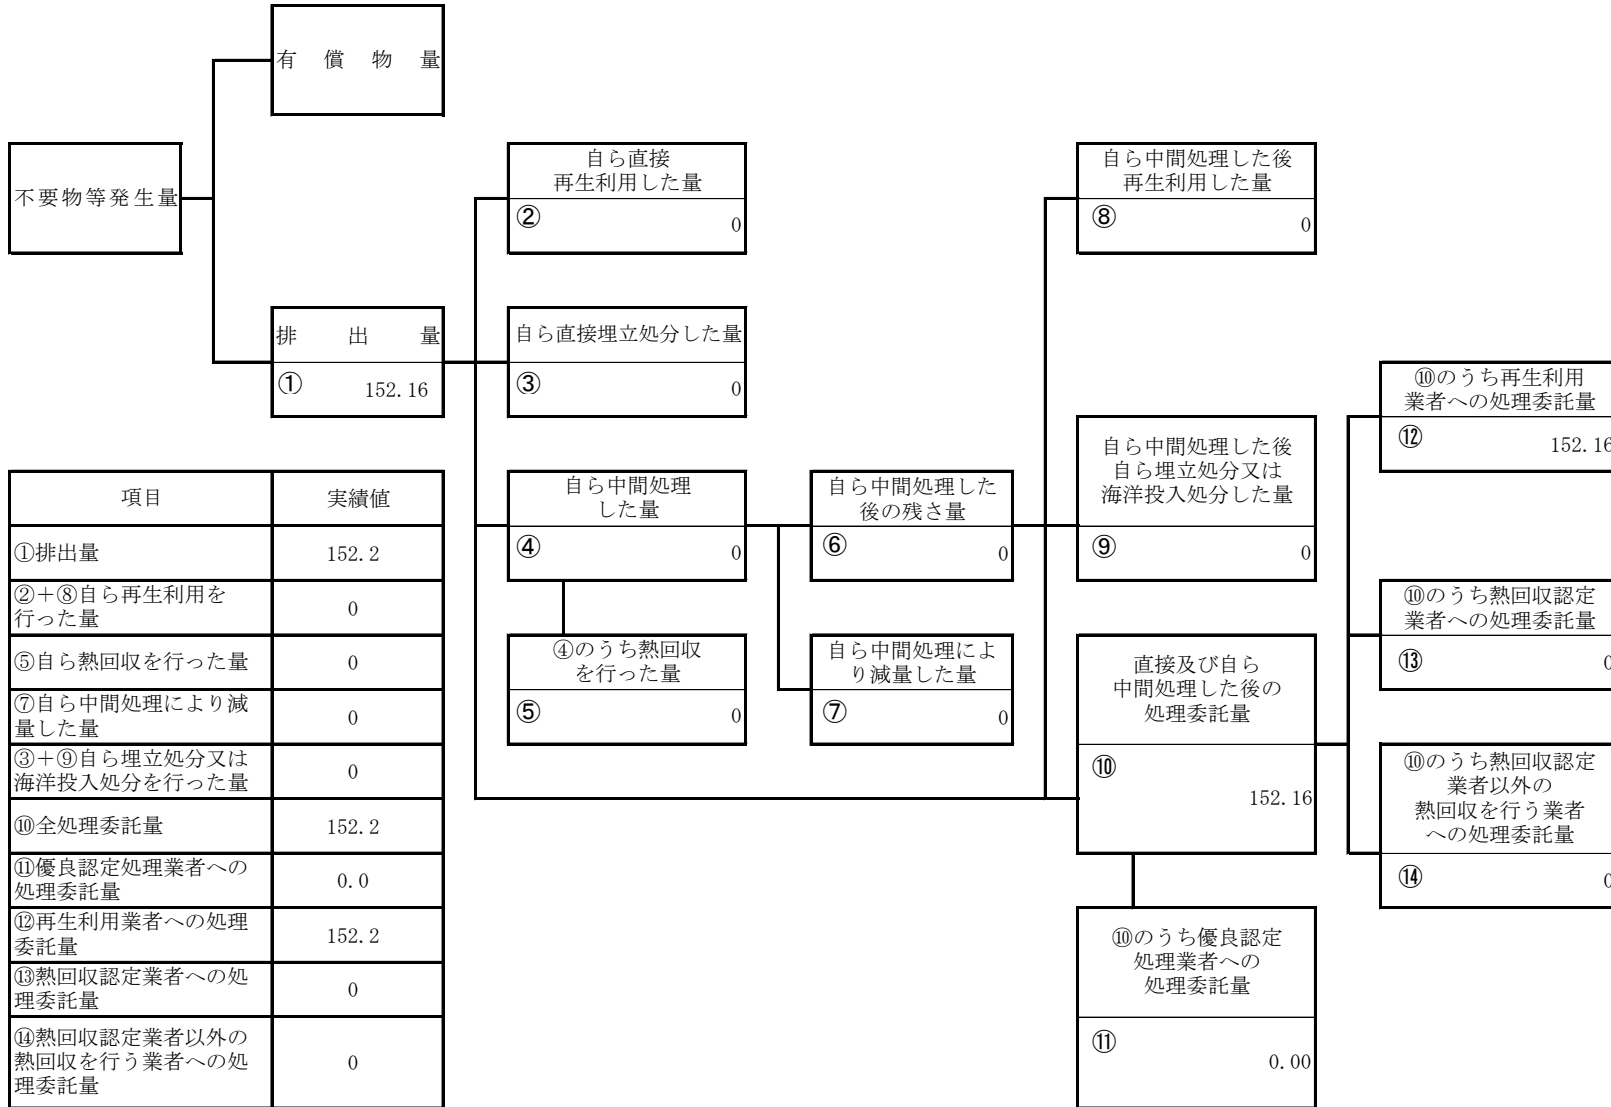 有償物量
不要物等発生量
自ら直接
再生利用した量
② 0
自ら中間処理した後
再生利用した量
⑧ 0
排出量
① 152.16
自ら直接埋立処分した量
③ 0
⑩のうち再生利用
業者への処理委託量
⑫ 152.16
自ら中間処理した後
自ら埋立処分又は
海洋投入処分した量
⑨ 0
自ら中間処理
した量
④ 0
自ら中間処理した
後の残さ量
⑥ 0
⑩のうち熱回収認定
業者への処理委託量
⑬ 0
④のうち熱回収
を行った量
⑤ 0
自ら中間処理によ
り減量した量
⑦ 0
直接及び自ら
中間処理した後の
処理委託量
⑩
152.16
⑩のうち熱回収認定
業者以外の
熱回収を行う業者
への処理委託量
⑭ 0
⑩のうち優良認定
処理業者への
処理委託量
⑪
0.00
項目 実績値
①排出量 152.2
②+⑧自ら再生利用を
行った量 0
⑤自ら熱回収を行った量 0
⑦自ら中間処理により減
量した量 0
③+⑨自ら埋立処分又は
海洋投入処分を行った量 0
⑩全処理委託量 152.2
⑪優良認定処理業者への
処理委託量 0.0
⑫再生利用業者への処理
委託量 152.2
⑬熱回収認定業者への処
理委託量 0
⑭熱回収認定業者以外の
熱回収を行う業者への処
理委託量 0